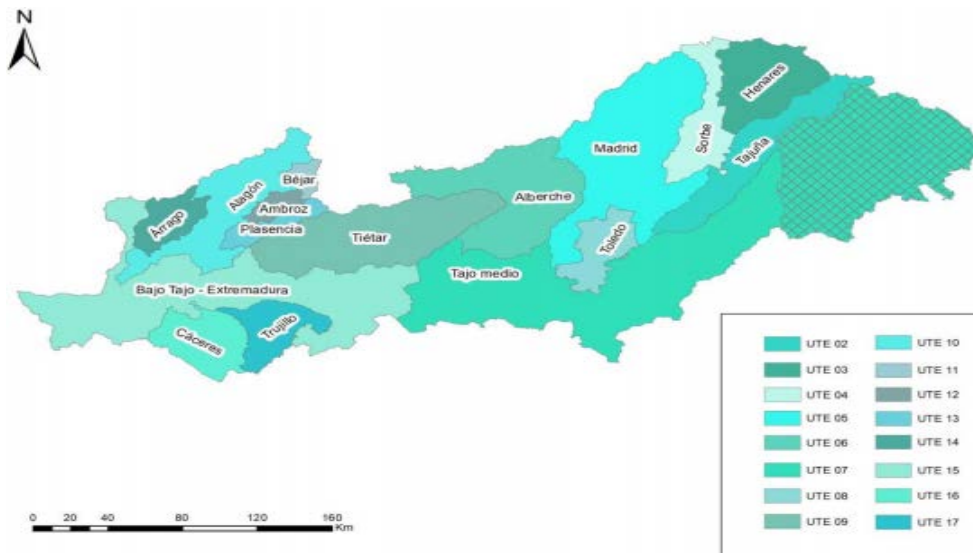 N
Henares
Sorbe
Tajuña
Madrid
Béjar
Alagón
Ambroz
Alberche
Arrago
Plasencia
Tiétar
Toledo
Tajo medio
Bajo Tajo - Extremadura
Cáceres
Trujillo
UTE 02
UTE 03
UTE 04
UTE 05
UTE 06
UTE 07
UTE 08
UTE 09
UTE 10
UTE 11
UTE 12
UTE 13
UTE 14
UTE 15
UTE 16
UTE 17
0 20 40 80 120 160
Km